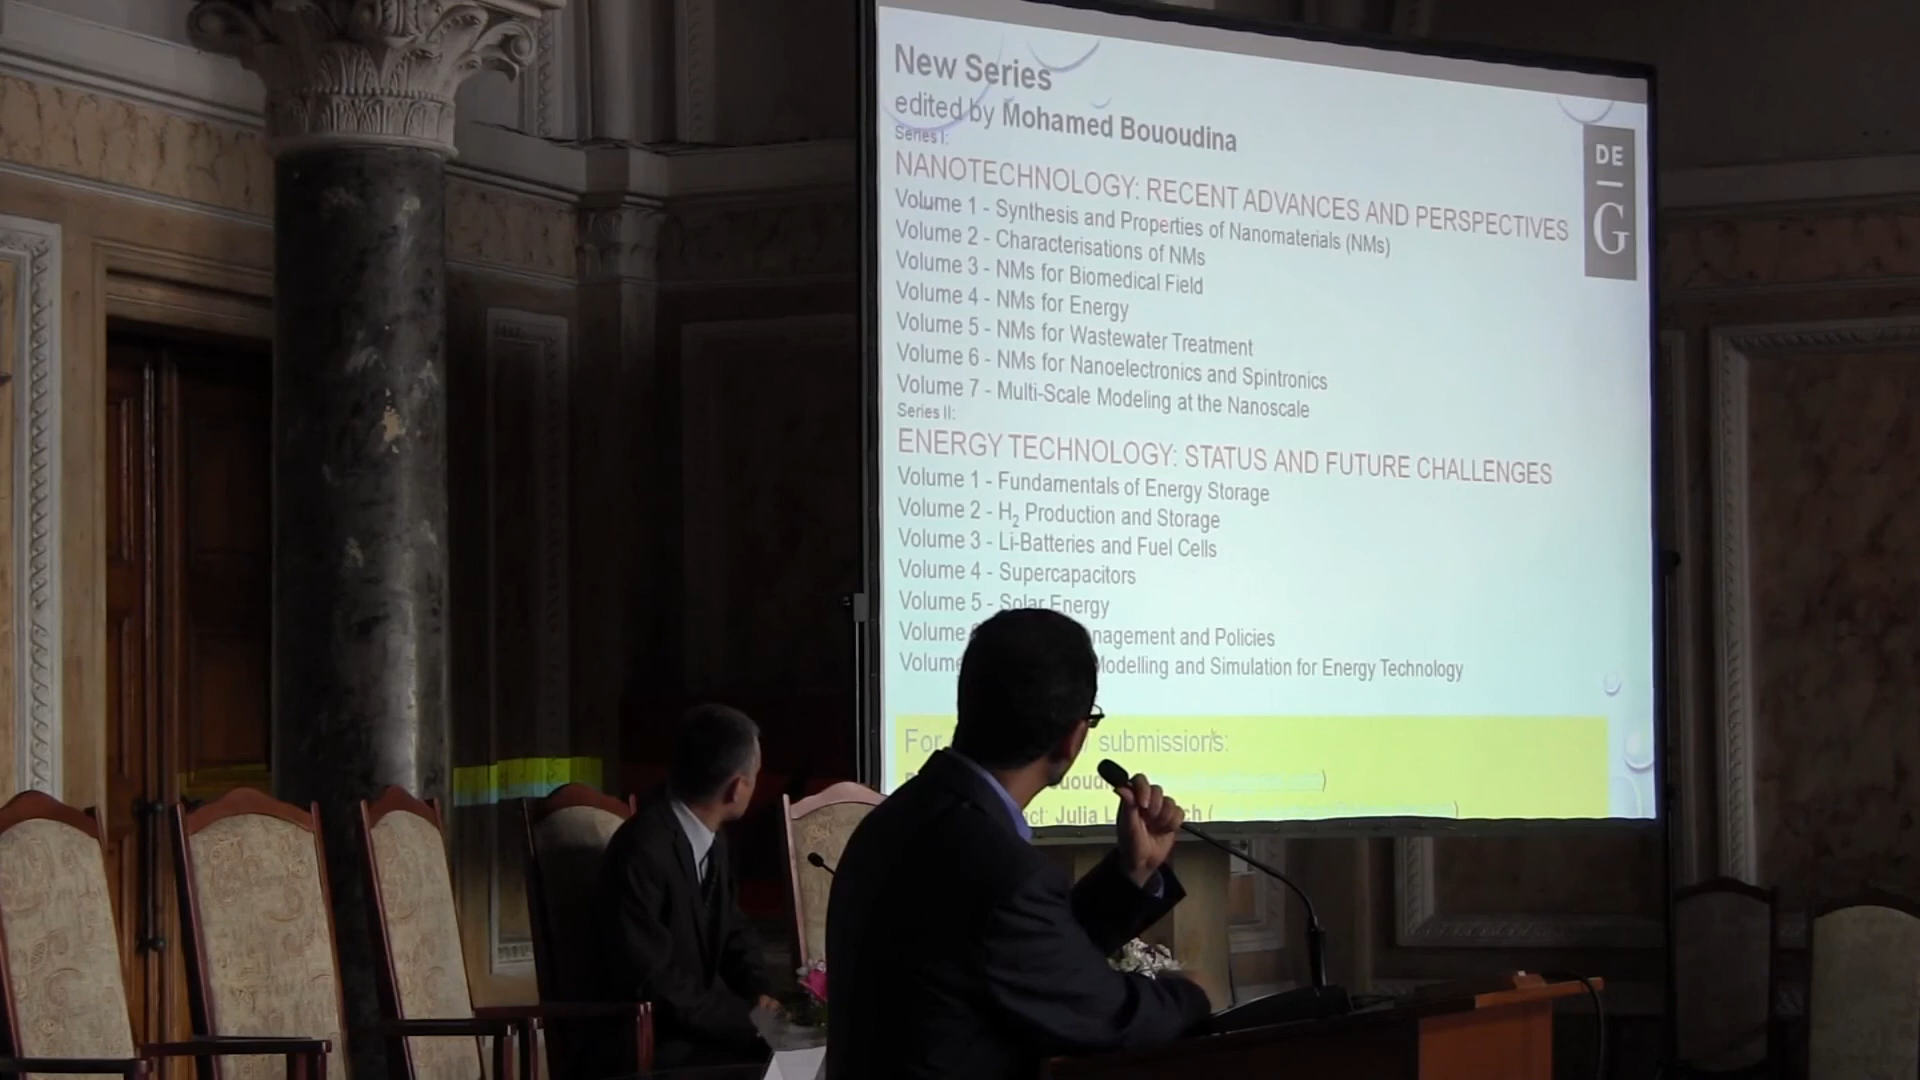 New Series
edited by Mohamed Bououdina
Series I:
NANOTECHNOLOGY: RECENT ADVANCES AND PERSPECTIVES
Volume 1 - Synthesis and Properties of Nanomaterials (NMs)
Volume 2 - Characterisations of NMs
Volume 3 - NMs for Biomedical Field
Volume 4 - NMs for Energy
Volume 5 - NMs for Wastewater Treatment
Volume 6 - NMs for Nanoelectronics and Spintronics
Volume 7 - Multi-Scale Modeling at the Nanoscale
Series II:
ENERGY TECHNOLOGY: STATUS AND FUTURE CHALLENGES
Volume 1 - Fundamentals of Energy Storage
Volume 2 - H₂ Production and Storage
Volume 3 - Li-Batteries and Fuel Cells
Volume 4 - Supercapacitors
Volume 5 - Solar Energy
Volume and Policies
Volume Modelling and Simulation for Energy Technology
For submissions:
Julia
DE
G